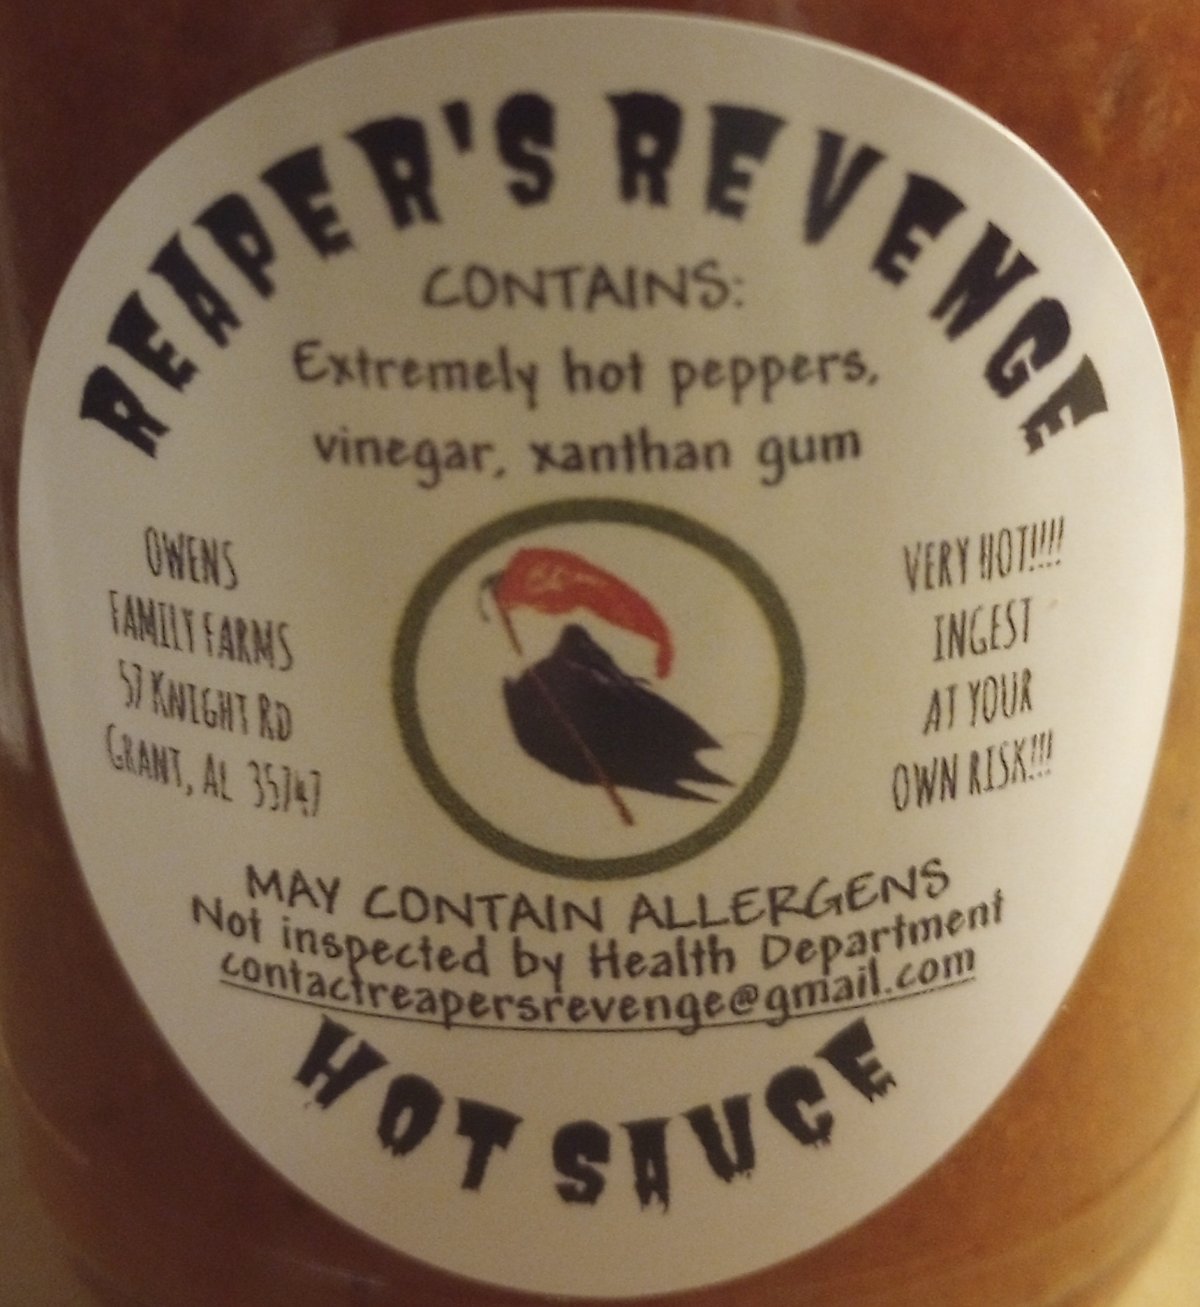 REAPER'S REVENGE
CONTAINS:
Extremely hot peppers,
vinegar, xanthan gum
OWENS
FAMILY FARMS
57 KNIGHT RD
GRANT, AL 35747
VERY HOT!!!!
INGEST
AT YOUR
OWN RISK!!!
MAY CONTAIN ALLERGENS
Not inspected by Health Department
contactreapersrevenge@gmail.com
HOT SAUCE